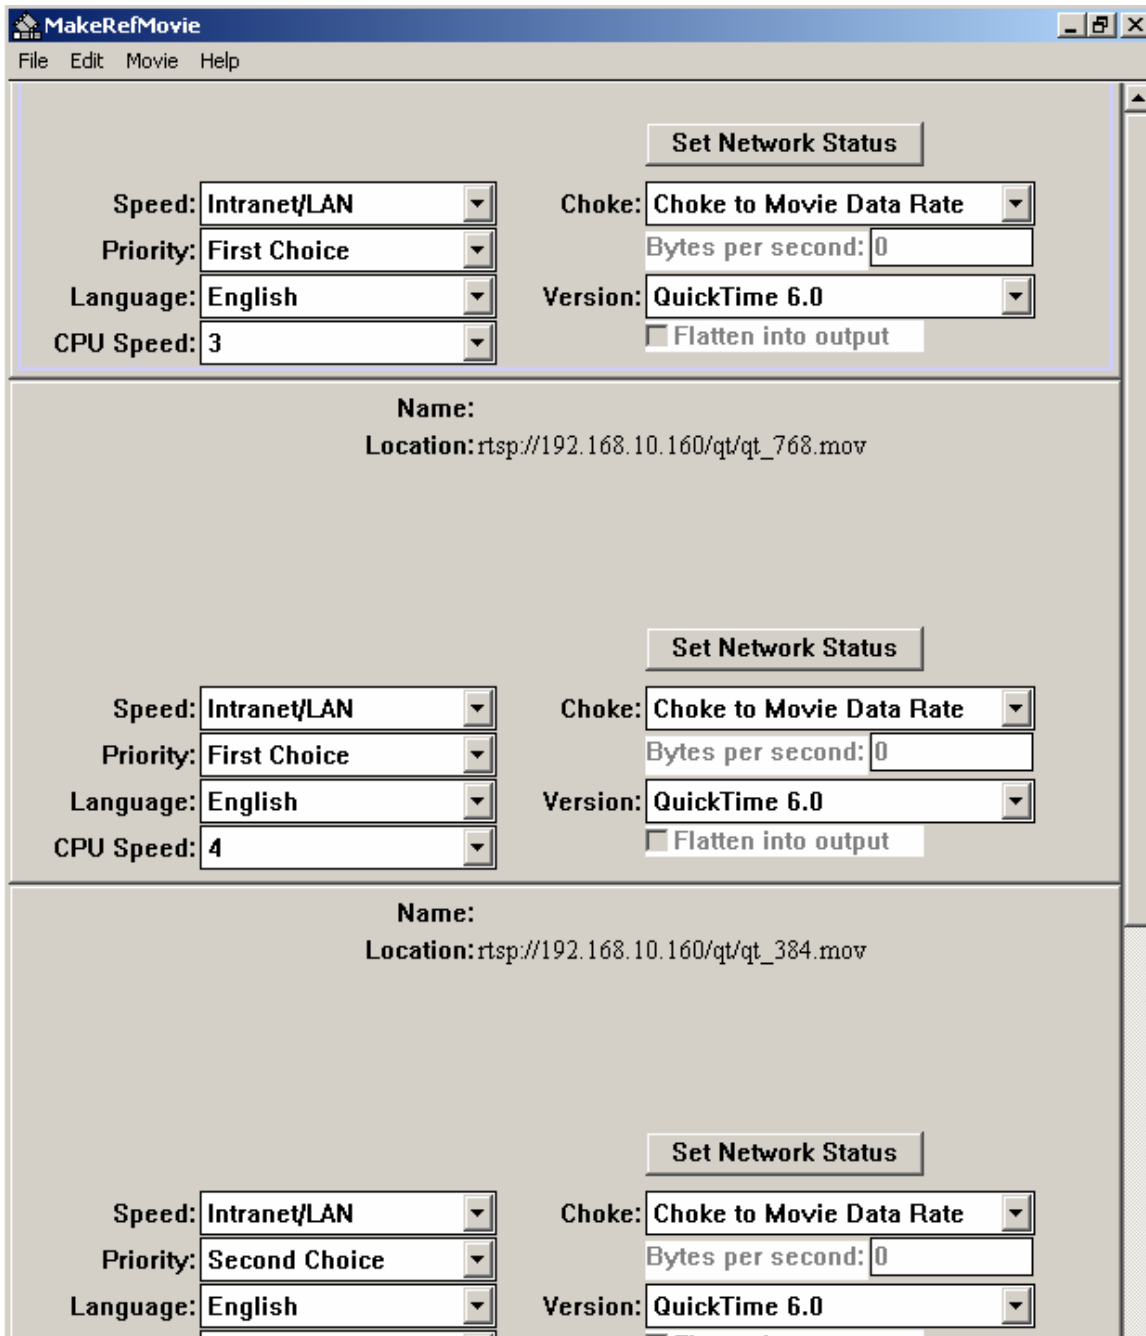 MakeRefMovie
File Edit Movie Help
Set Network Status
Speed: Intranet/LAN Choke: Choke to Movie Data Rate
Priority: First Choice Bytes per second: 0
Language: English Version: QuickTime 6.0
CPU Speed: 3 Flatten into output
Name:
Location: rtsp://192.168.10.160/qt/qt_768.mov
Set Network Status
Speed: Intranet/LAN Choke: Choke to Movie Data Rate
Priority: First Choice Bytes per second: 0
Language: English Version: QuickTime 6.0
CPU Speed: 4 Flatten into output
Name:
Location: rtsp://192.168.10.160/qt/qt_384.mov
Set Network Status
Speed: Intranet/LAN Choke: Choke to Movie Data Rate
Priority: Second Choice Bytes per second: 0
Language: English Version: QuickTime 6.0